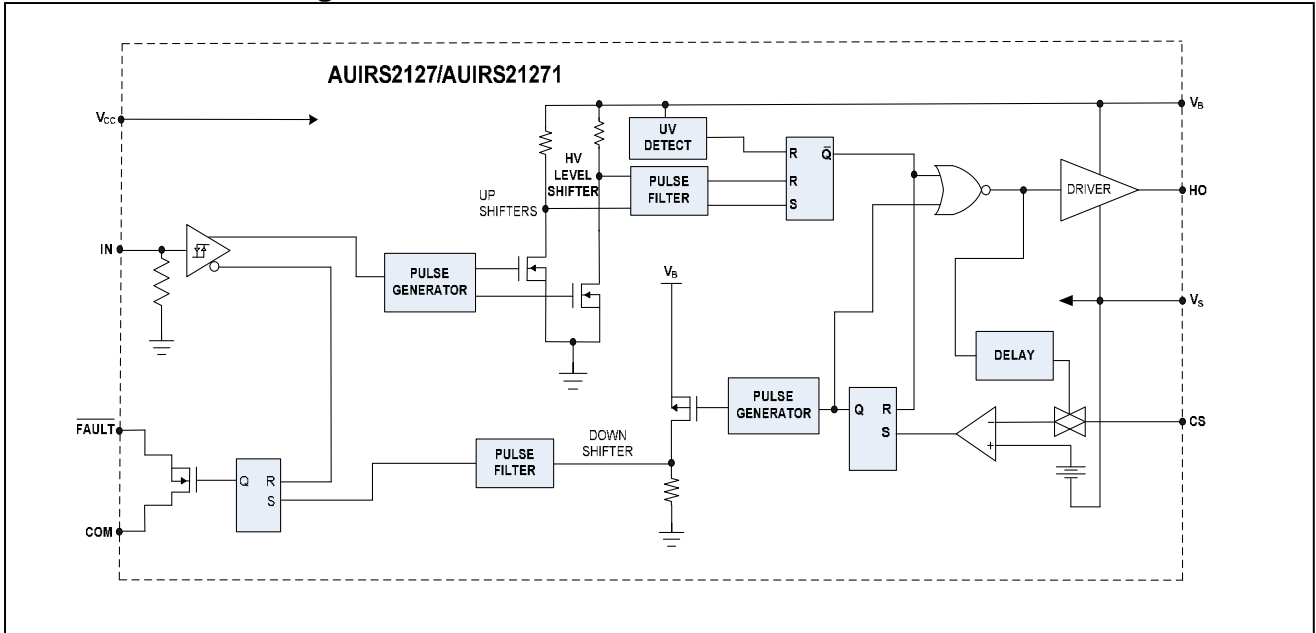 AUIRS2127/AUIRS21271
VCC
VB
UV
DETECT
R
Q̅
HV
LEVEL
SHIFTER
PULSE
FILTER
R
S
UP
SHIFTERS
DRIVER
HO
IN
PULSE
GENERATOR
VB
VS
DELAY
PULSE
GENERATOR
Q
R
S
−
+
CS
FAULT
DOWN
SHIFTER
PULSE
FILTER
Q
R
S
COM